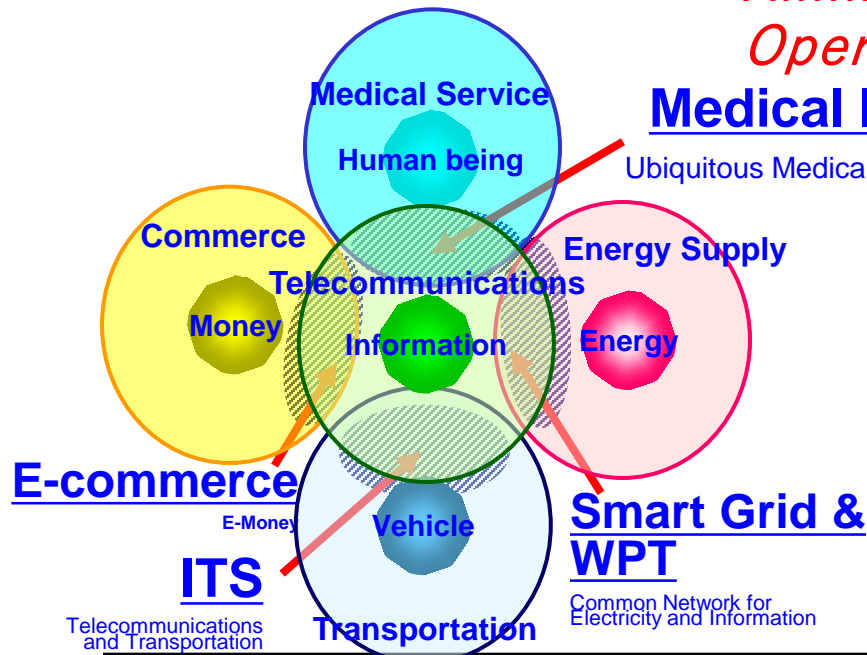 Oper
Medical Service
Medical
Human being
Ubiquitous Medica
Commerce
Energy Supply
Telecommunications
Money
Information
Energy
E-commerce
E-Money
Vehicle
Smart Grid &
WPT
ITS
Common Network for
Electricity and Information
Telecommunications
and Transportation
Transportation